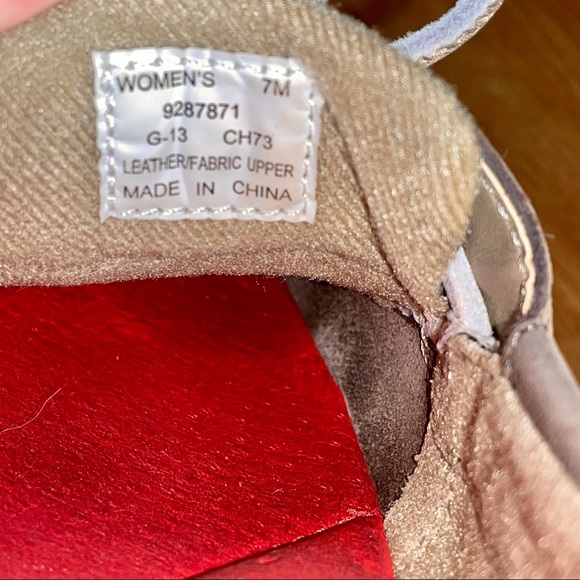 WOMEN'S 7M
9287871
G-13 CH73
LEATHER/FABRIC UPPER
MADE IN CHINA